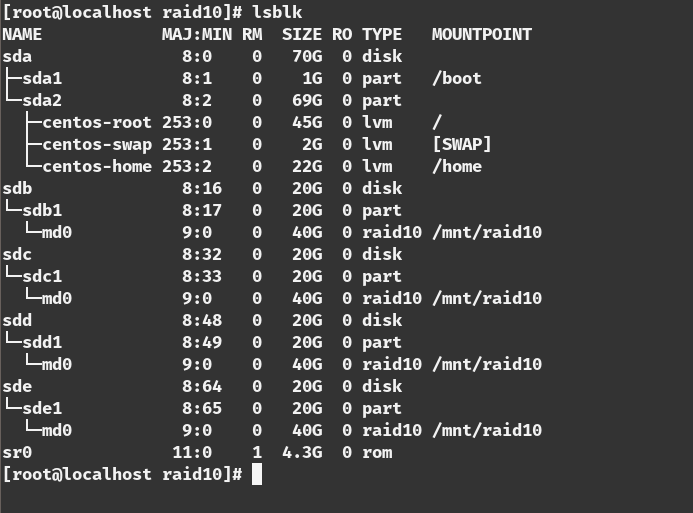 [root@localhost raid10]# lsblk
NAME            MAJ:MIN RM  SIZE RO TYPE   MOUNTPOINT
sda               8:0    0   70G  0 disk
├─sda1            8:1    0    1G  0 part   /boot
└─sda2            8:2    0   69G  0 part
  ├─centos-root 253:0    0   45G  0 lvm    /
  ├─centos-swap 253:1    0    2G  0 lvm    [SWAP]
  └─centos-home 253:2    0   22G  0 lvm    /home
sdb               8:16   0   20G  0 disk
└─sdb1            8:17   0   20G  0 part
  └─md0           9:0    0   40G  0 raid10 /mnt/raid10
sdc               8:32   0   20G  0 disk
└─sdc1            8:33   0   20G  0 part
  └─md0           9:0    0   40G  0 raid10 /mnt/raid10
sdd               8:48   0   20G  0 disk
└─sdd1            8:49   0   20G  0 part
  └─md0           9:0    0   40G  0 raid10 /mnt/raid10
sde               8:64   0   20G  0 disk
└─sde1            8:65   0   20G  0 part
  └─md0           9:0    0   40G  0 raid10 /mnt/raid10
sr0              11:0    1  4.3G  0 rom
[root@localhost raid10]#